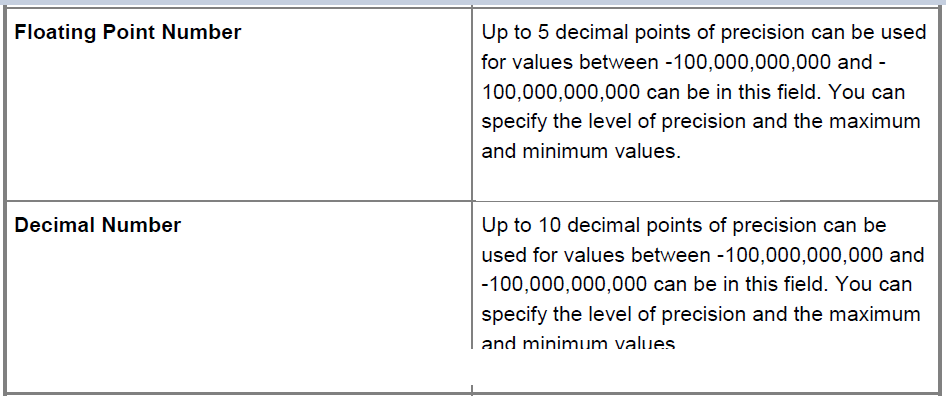 Floating Point Number
Up to 5 decimal points of precision can be used
for values between -100,000,000,000 and -
100,000,000,000 can be in this field. You can
specify the level of precision and the maximum
and minimum values.
Decimal Number
Up to 10 decimal points of precision can be
used for values between -100,000,000,000 and
-100,000,000,000 can be in this field. You can
specify the level of precision and the maximum
and minimum values